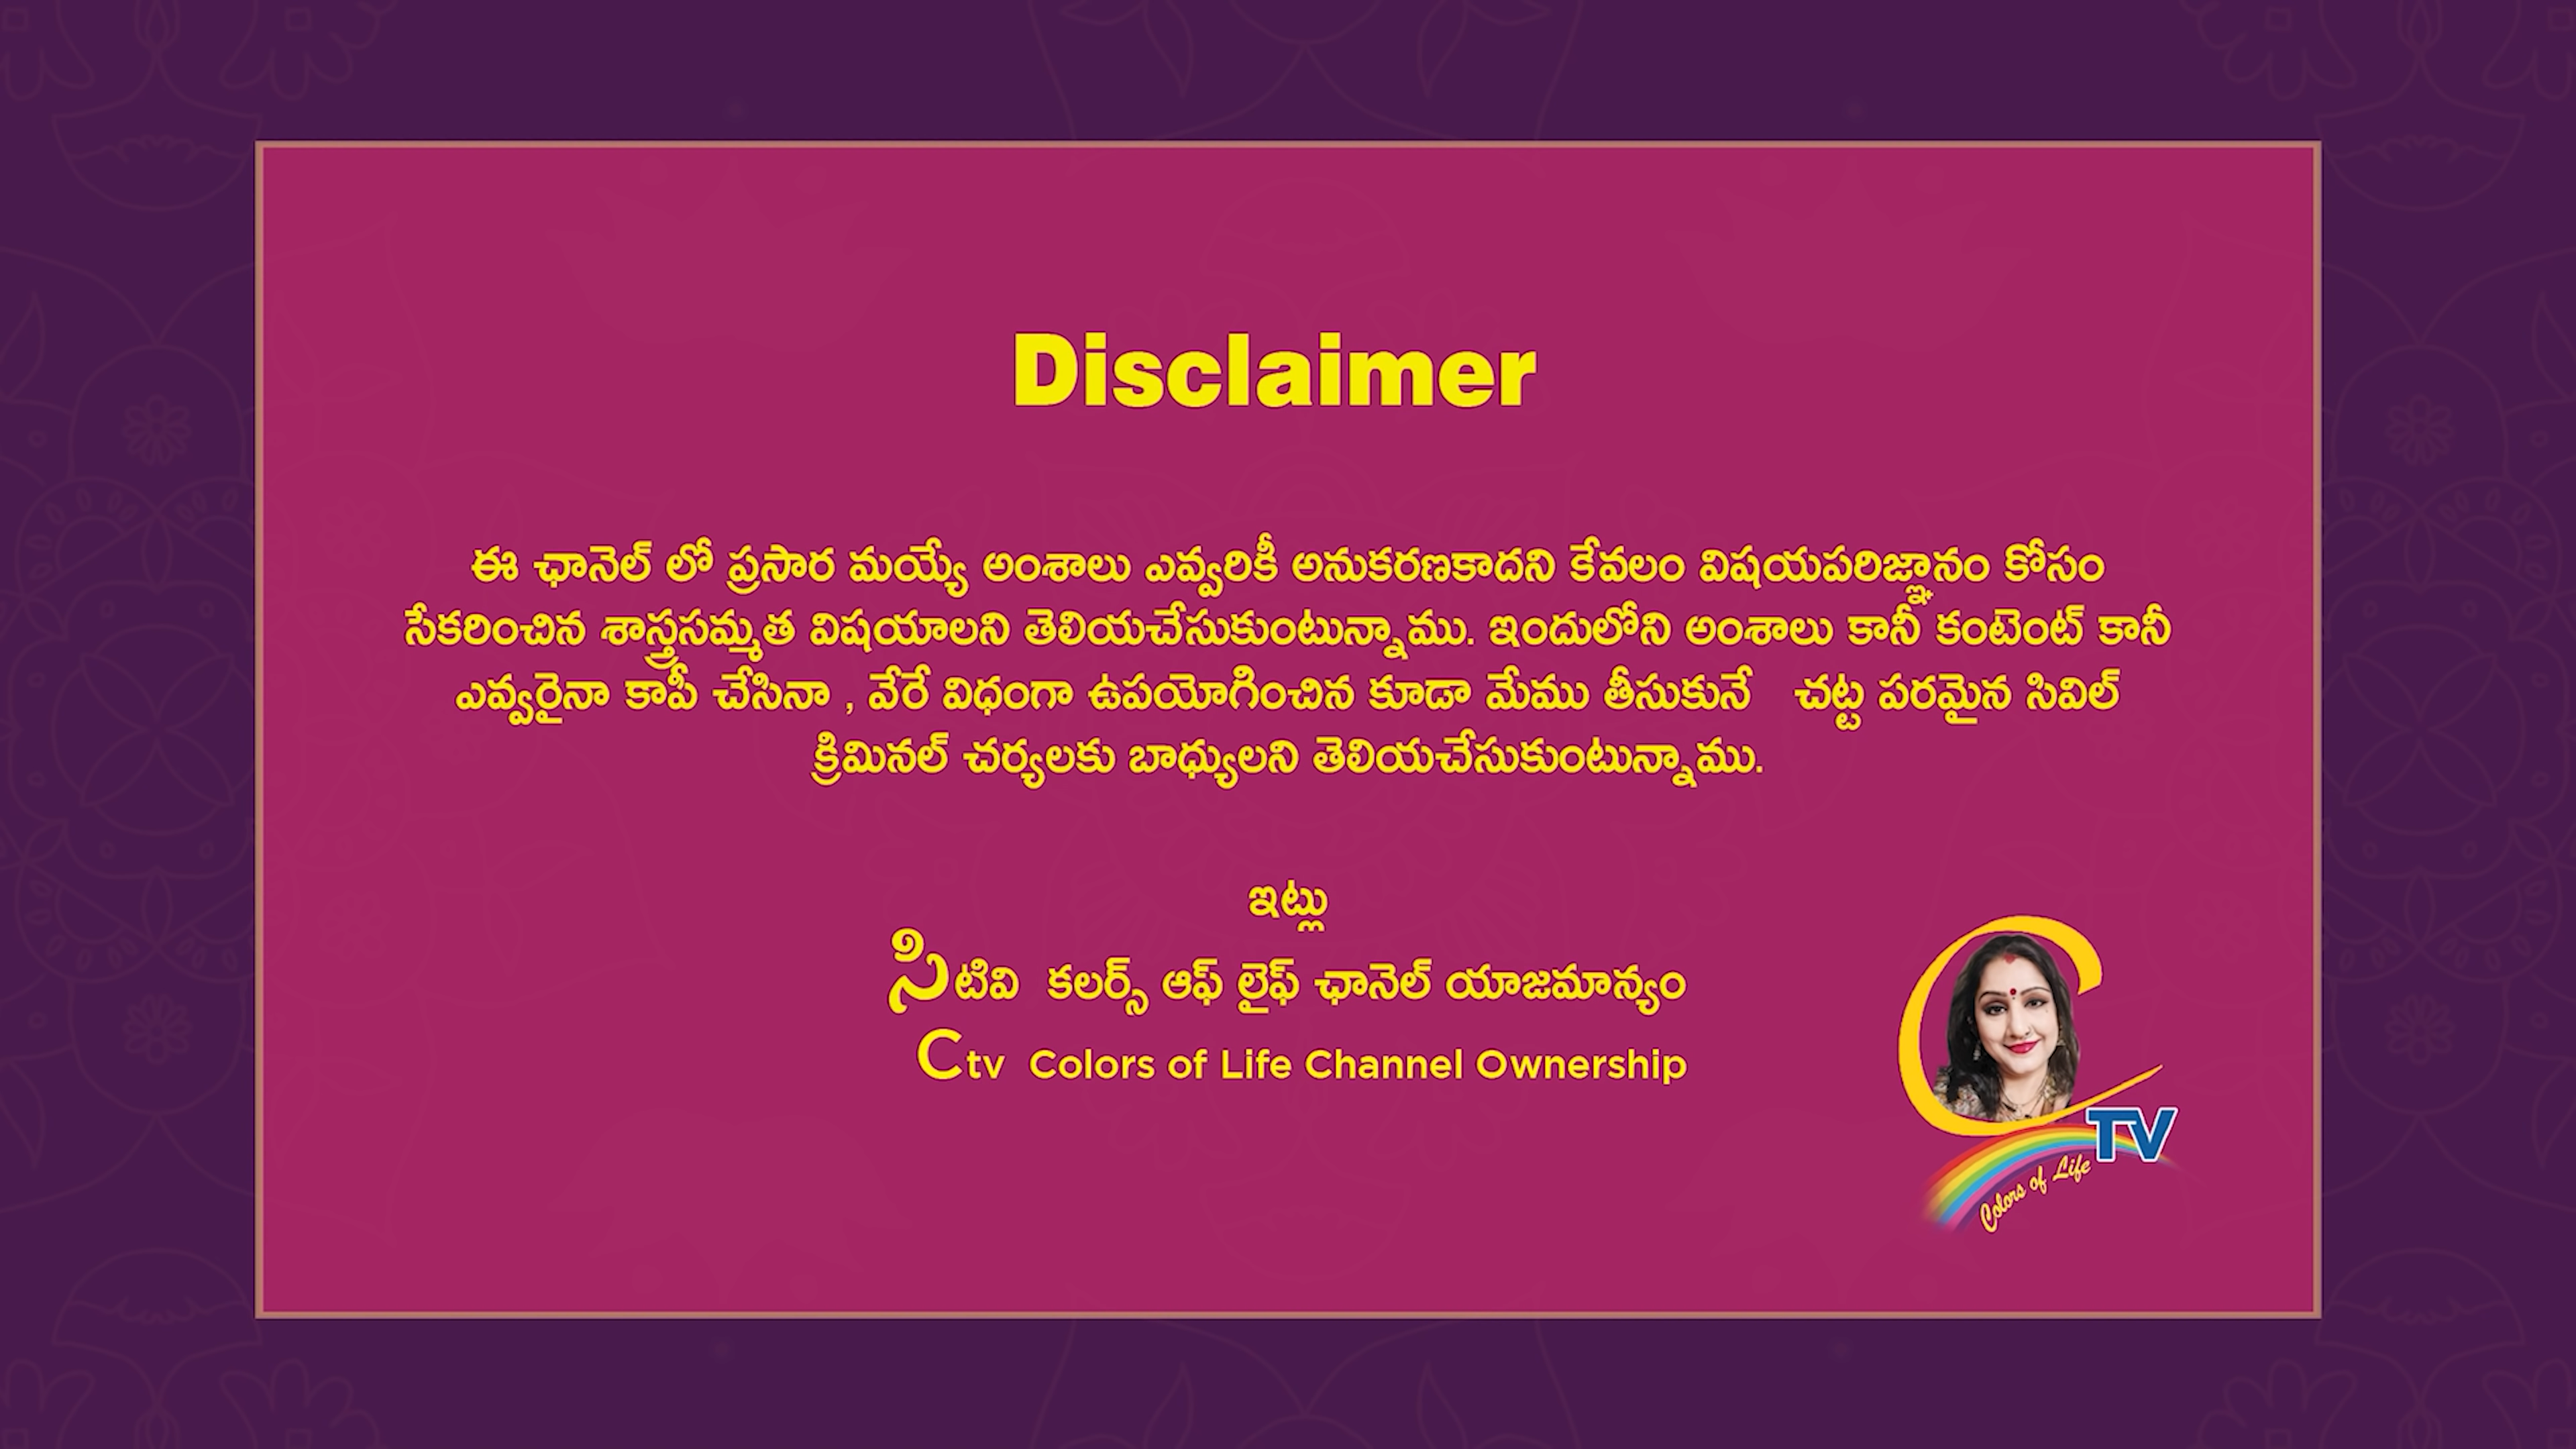 Disclaimer
ఈ ఛానెల్ లో ప్రసార మయ్యే అంశాలు ఎవ్వరికీ అనుకరణకాదని కేవలం విషయపరిజ్ఞానం కోసం
సేకరించిన శాస్త్రసమ్మత విషయాలని తెలియచేసుకుంటున్నాము. ఇందులోని అంశాలు కానీ కంటెంట్ కానీ
ఎవ్వరైనా కాపీ చేసినా , వేరే విధంగా ఉపయోగించిన కూడా మేము తీసుకునే చట్ట పరమైన సివిల్
క్రిమినల్ చర్యలకు బాధ్యులని తెలియచేసుకుంటున్నాము.
ఇట్లు
సిటివి కలర్స్ ఆఫ్ లైఫ్ ఛానెల్ యాజమాన్యం
Ctv Colors of Life Channel Ownership
C TV
Colors of Life